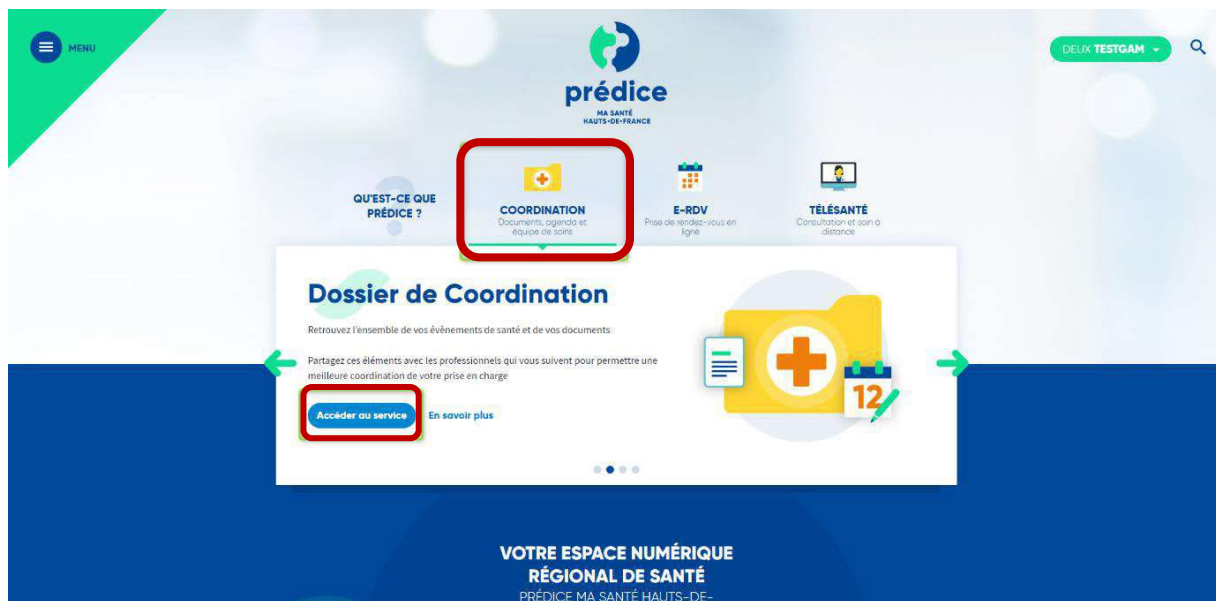 MENU
prédice
MA SANTÉ
HAUTS-DE-FRANCE
DEUX TESTGAM
QU'EST-CE QUE
PRÉDICE ?
COORDINATION
Documents, agenda et
équipe de soins
E-RDV
Prise de rendez-vous en
ligne
TÉLÉSANTÉ
Consultation et soin à
distance
Dossier de Coordination
Retrouvez l'ensemble de vos évènements de santé et de vos documents
Partagez ces éléments avec les professionnels qui vous suivent pour permettre une
meilleure coordination de votre prise en charge
Accéder au service
En savoir plus
12
VOTRE ESPACE NUMÉRIQUE
RÉGIONAL DE SANTÉ
PRÉDICE MA SANTÉ HAUTS-DE-